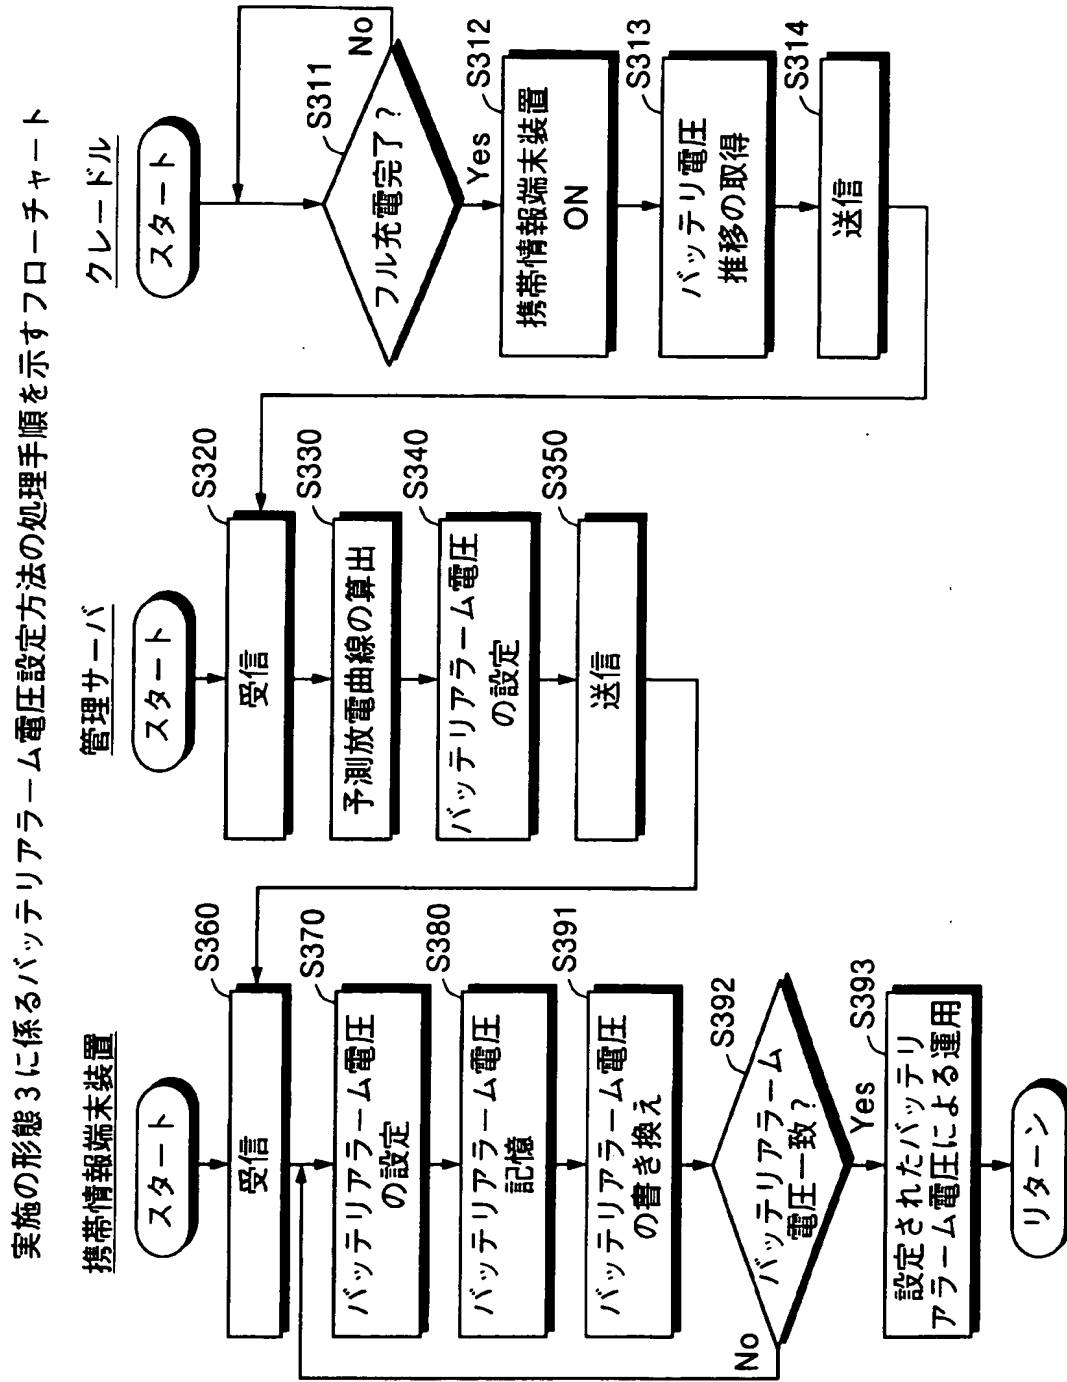 実施の形態3に係るバッテリアラーム電圧設定方法の処理手順を示すフローチャート
携帯情報端末装置
スタート
S360
受信
S370
バッテリアラーム電圧
の設定
S380
バッテリアラーム電圧
記憶
S391
バッテリアラーム電圧
の書き換え
S392
バッテリアラーム
電圧一致?
No
Yes
S393
設定されたバッテリ
アラーム電圧による運用
リターン
管理サーバ
スタート
S320
受信
S330
予測放電曲線の算出
S340
バッテリアラーム電圧
の設定
S350
送信
クレードル
スタート
S311
フル充電完了?
No
Yes
S312
携帯情報端末装置
ON
S313
バッテリ電圧
推移の取得
S314
送信